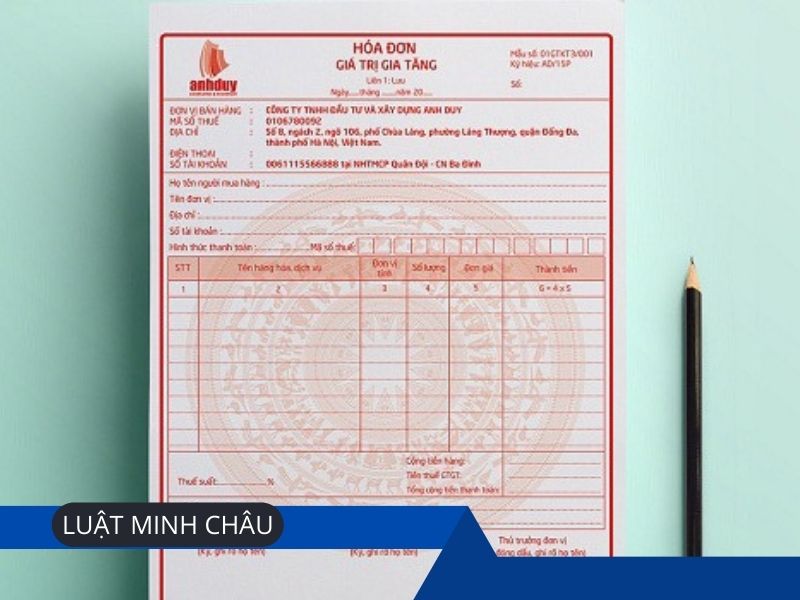 HÓA ĐƠN
GIÁ TRỊ GIA TĂNG
Liên 1: Lưu
Ngày.....tháng ......năm 20.....
Mẫu số: 01GTKT3/001
Ký hiệu: AD/15P
Số:
anhduy
ĐƠN VỊ BÁN HÀNG : CÔNG TY TNHH ĐẦU TƯ VÀ XÂY DỰNG ANH DUY
MÃ SỐ THUẾ : 0106780092
ĐỊA CHỈ : Số 8, ngách 2, ngõ 106, phố Chùa Láng, phường Láng Thượng, quận Đống Đa,
thành phố Hà Nội, Việt Nam.
ĐIỆN THOẠI :
SỐ TÀI KHOẢN : 0061115566888 tại NHTMCP Quân Đội - CN Ba Đình
Họ tên người mua hàng :
Tên đơn vị :
Địa chỉ :
Số tài khoản :
Hình thức thanh toán : Mã số thuế:
STT Tên hàng hóa, dịch vụ Đơn vị tính Số lượng Đơn giá Thành tiền
1 2 3 4 5 6 = 4 x 5
Cộng tiền hàng:
Thuế suất: % Tiền thuế GTGT:
Tổng cộng tiền thanh toán:
Thủ trưởng đơn vị
(Ký, ghi rõ họ tên) (Ký, ghi rõ họ tên) đóng dấu, ghi rõ họ tên)
LUẬT MINH CHÂU